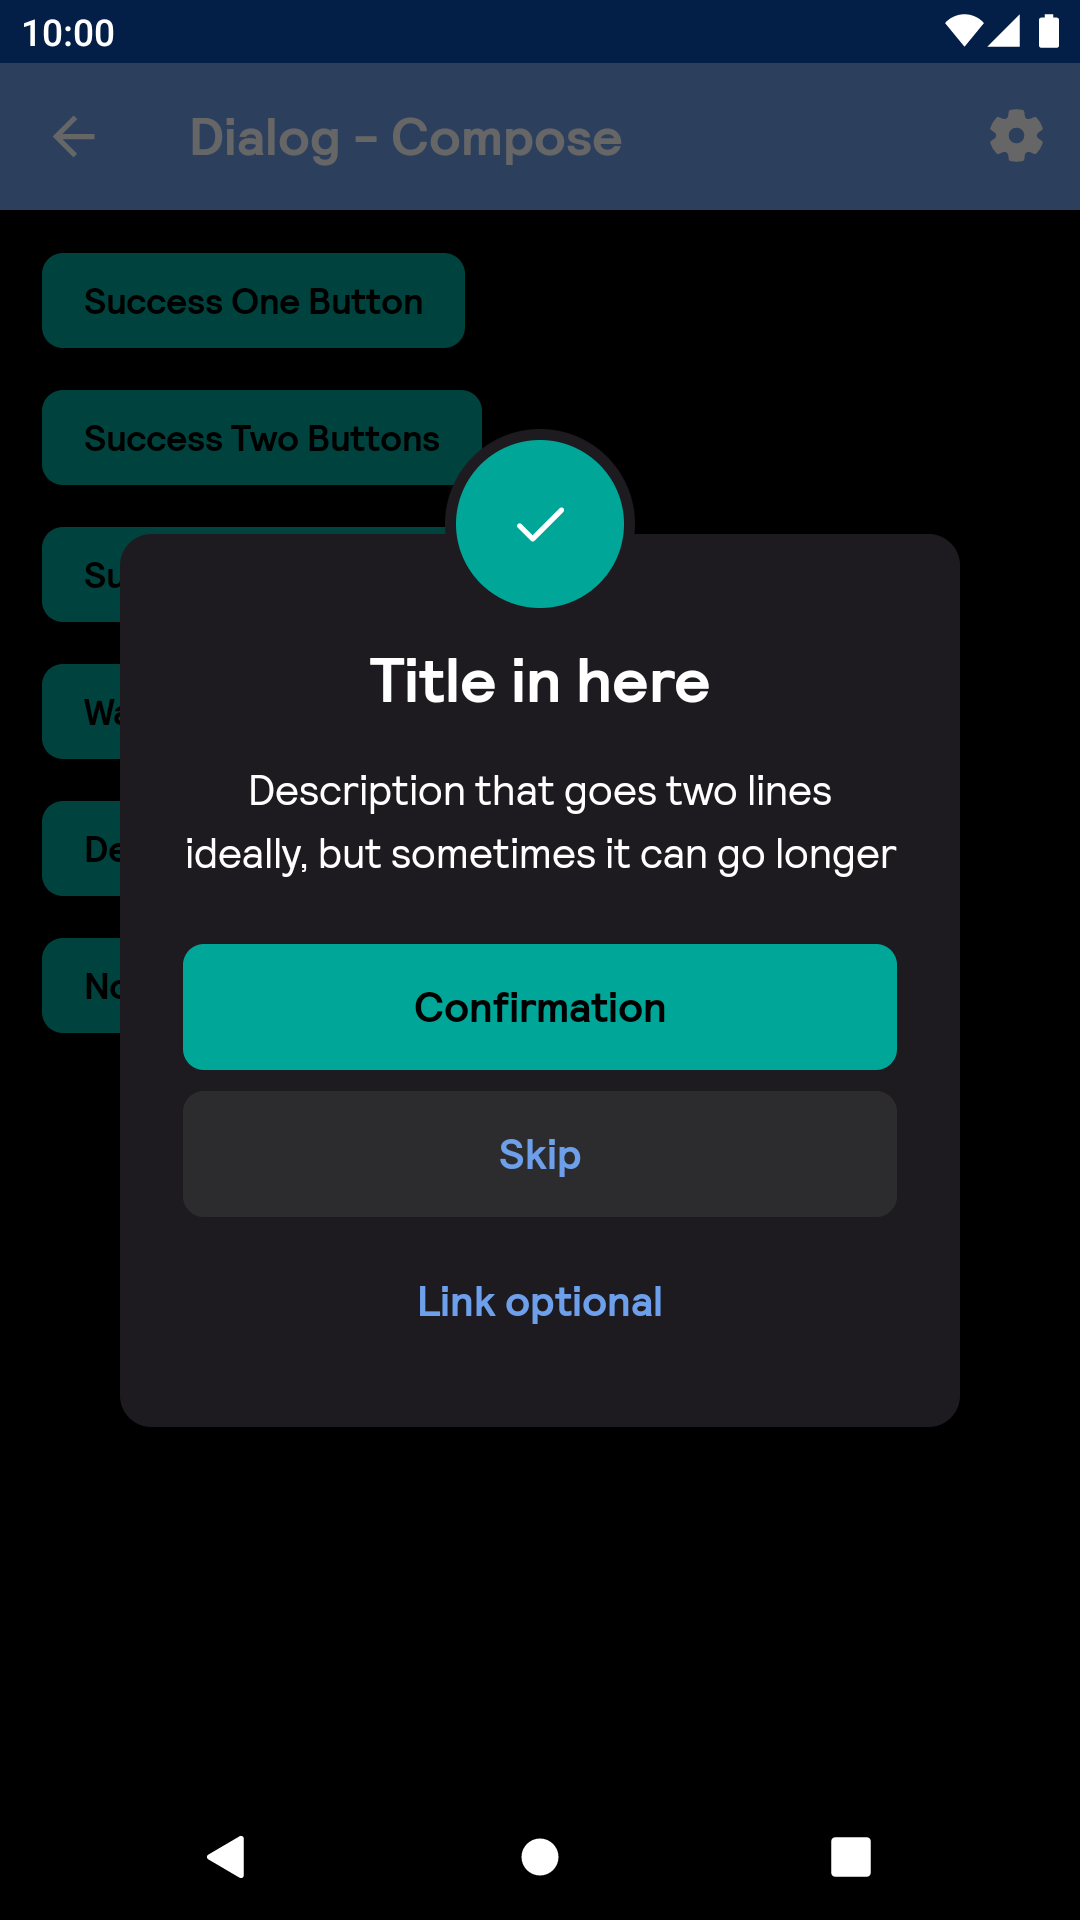 10:00
Dialog - Compose
Success One Button
Success Two Buttons
Su
Title in here
Wa
Description that goes two lines
De
ideally, but sometimes it can go longer
No
Confirmation
Skip
Link optional